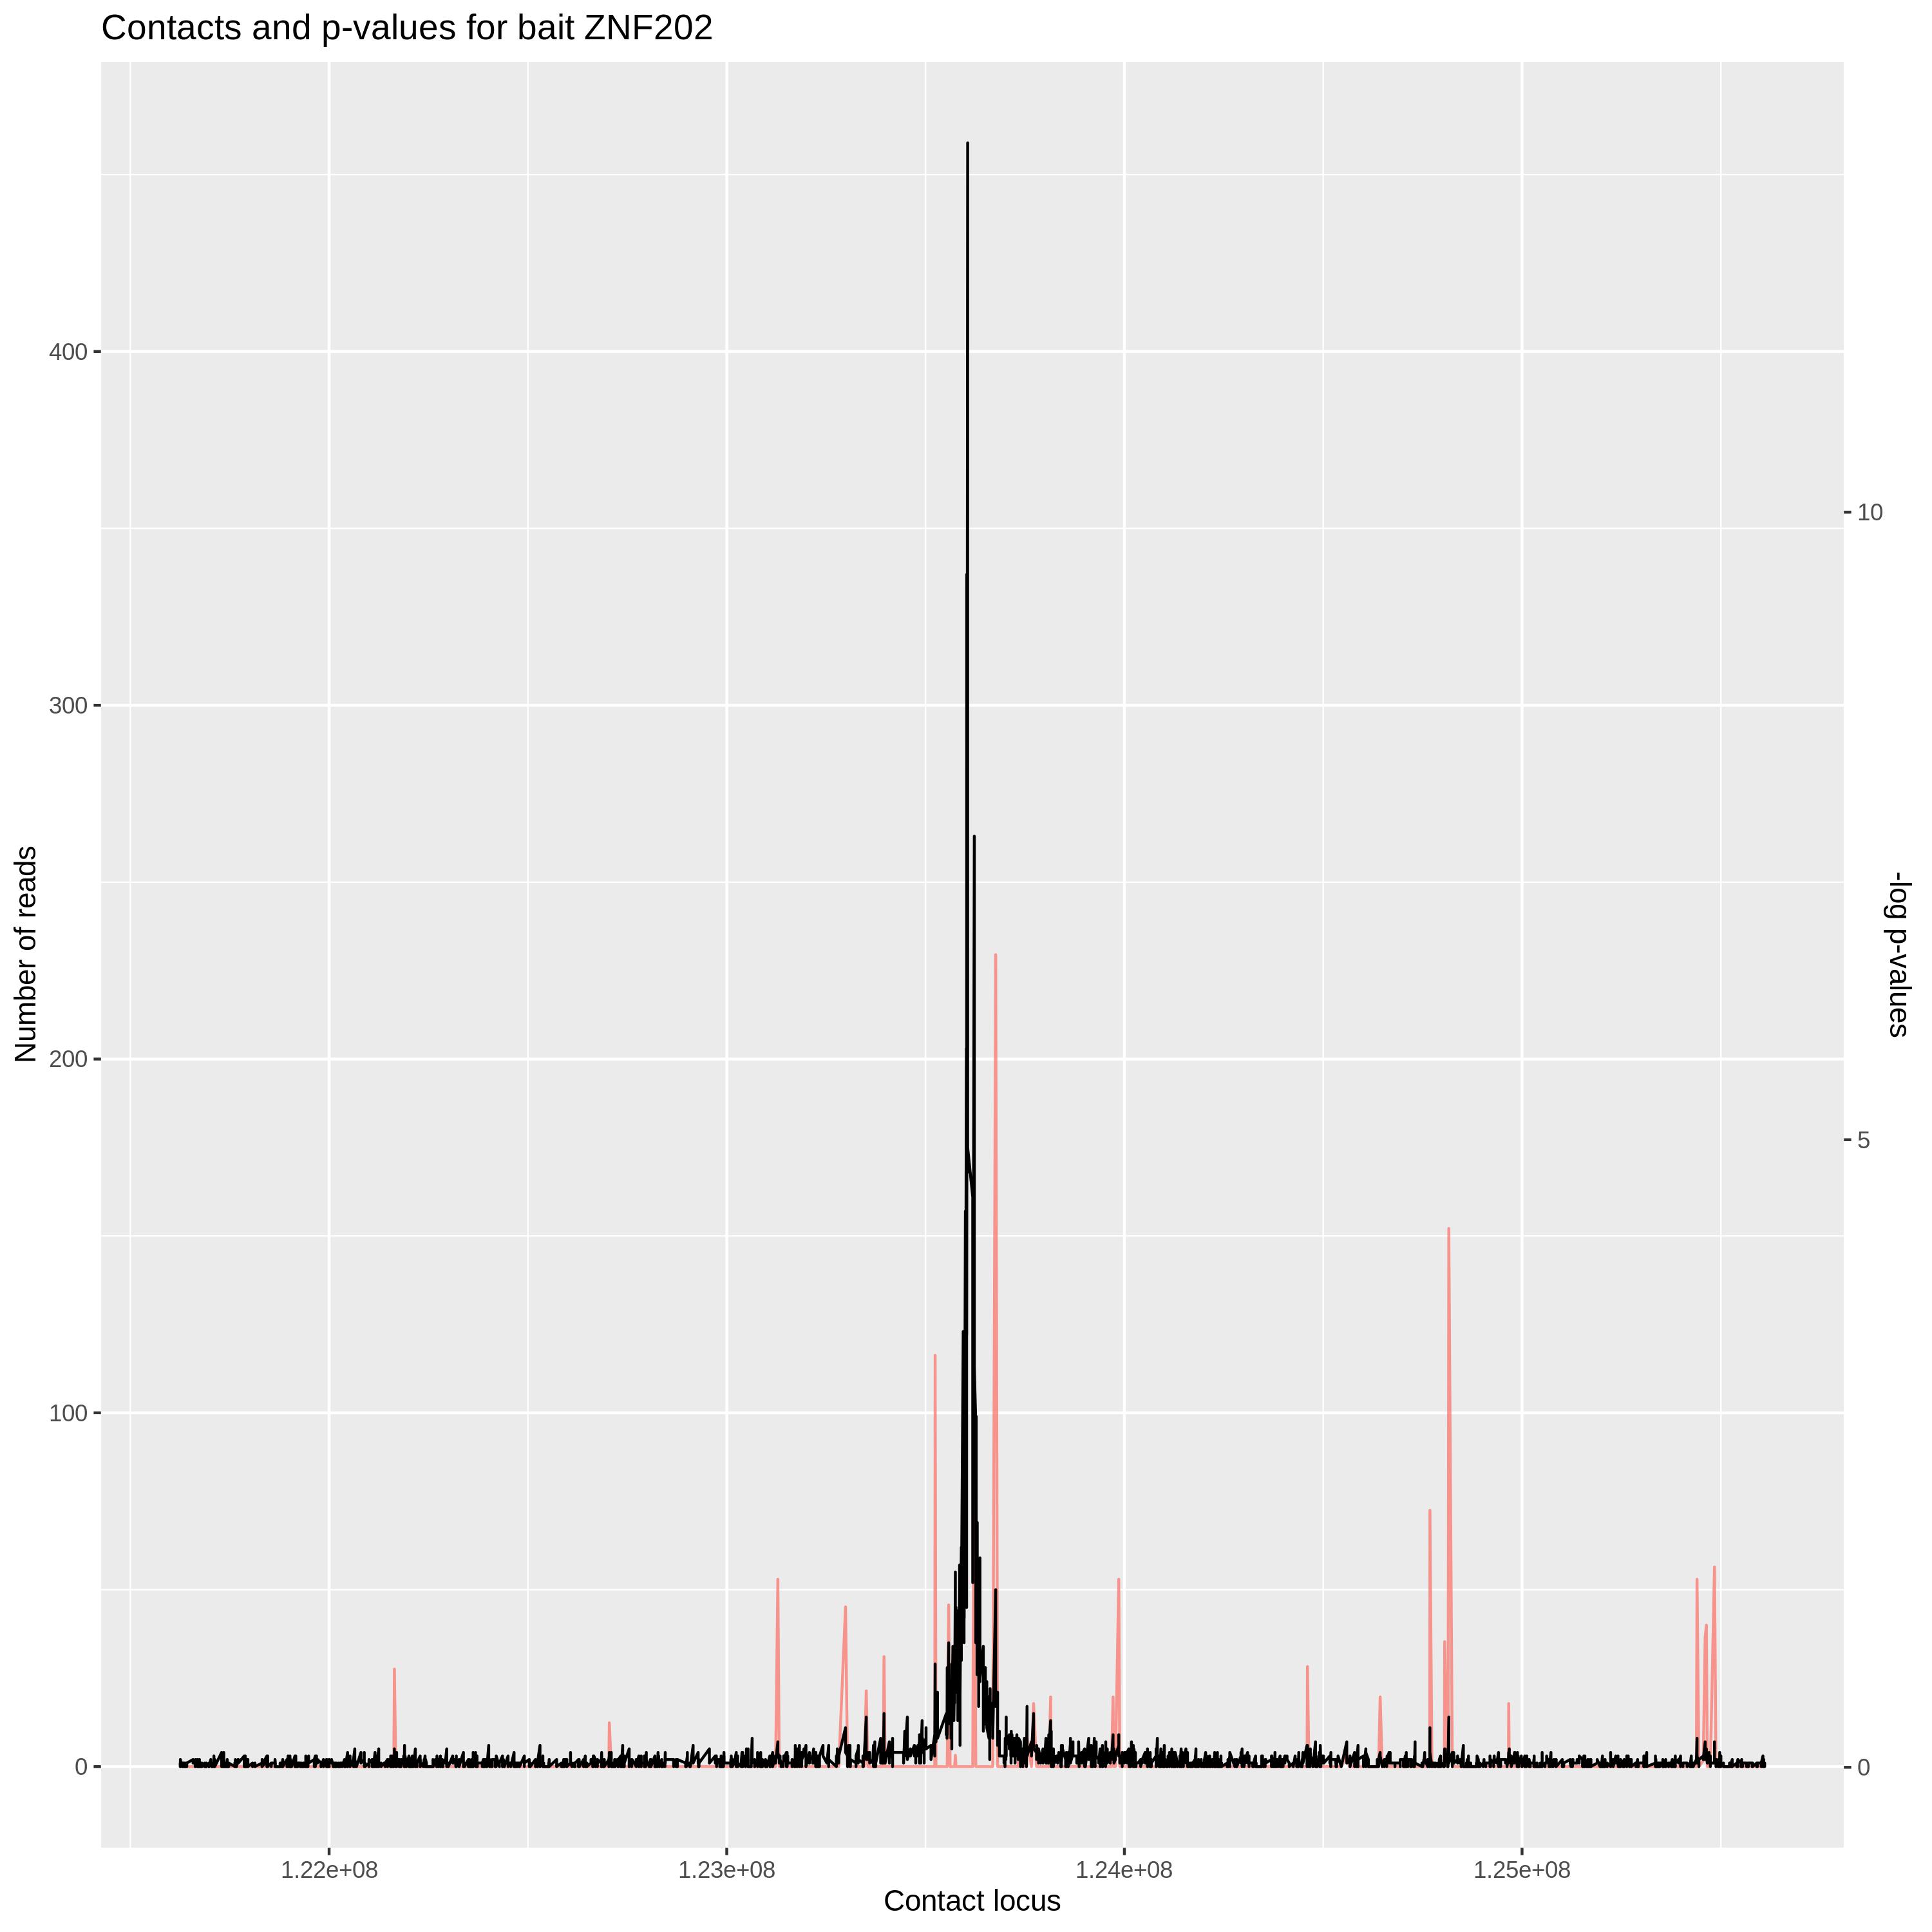 Contacts and p-values for bait ZNF202
400
300
200
100
0
Number of reads
10
5
0
-log p-values
1.22e+08 1.23e+08 1.24e+08 1.25e+08
Contact locus